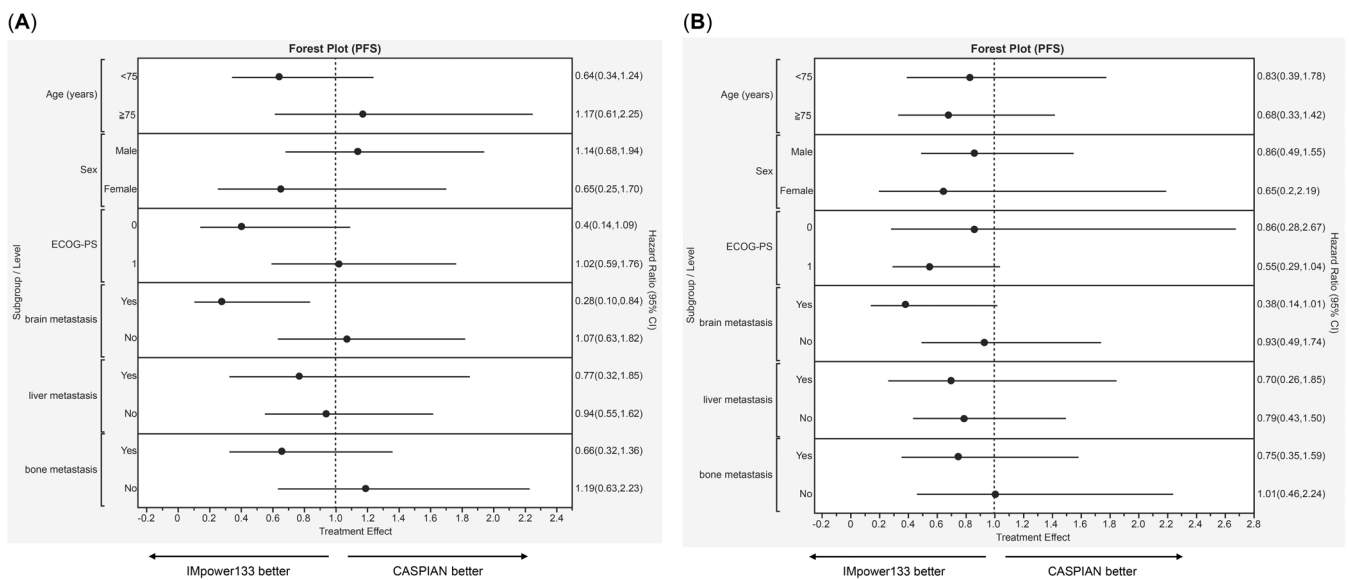 (A)
Forest Plot (PFS)
Subgroup / Level
Age (years)
<75
0.64(0.34,1.24)
≥75
1.17(0.61,2.25)
Sex
Male
1.14(0.68,1.94)
Female
0.65(0.25,1.70)
ECOG-PS
0
0.4(0.14,1.09)
1
1.02(0.59,1.76)
brain metastasis
Yes
0.28(0.10,0.84)
No
1.07(0.63,1.82)
liver metastasis
Yes
0.77(0.32,1.85)
No
0.94(0.55,1.62)
bone metastasis
Yes
0.66(0.32,1.36)
No
1.19(0.63,2.23)
Hazard Ratio (95% CI)
-0.2 0 0.2 0.4 0.6 0.8 1.0 1.2 1.4 1.6 1.8 2.0 2.2 2.4 2.5
Treatment Effect
IMpower133 better CASPIAN better
(B)
Forest Plot (PFS)
Subgroup / Level
Age (years)
<75
0.83(0.39,1.78)
≥75
0.68(0.33,1.42)
Sex
Male
0.86(0.49,1.55)
Female
0.65(0.2,2.19)
ECOG-PS
0
0.86(0.28,2.67)
1
0.55(0.29,1.04)
brain metastasis
Yes
0.38(0.14,1.01)
No
0.93(0.49,1.74)
liver metastasis
Yes
0.70(0.26,1.85)
No
0.79(0.43,1.50)
bone metastasis
Yes
0.75(0.35,1.59)
No
1.01(0.46,2.24)
Hazard Ratio (95% CI)
-0.2 0 0.2 0.4 0.6 0.8 1.0 1.2 1.4 1.6 1.8 2.0 2.2 2.4 2.6 2.8
Treatment Effect
IMpower133 better CASPIAN better